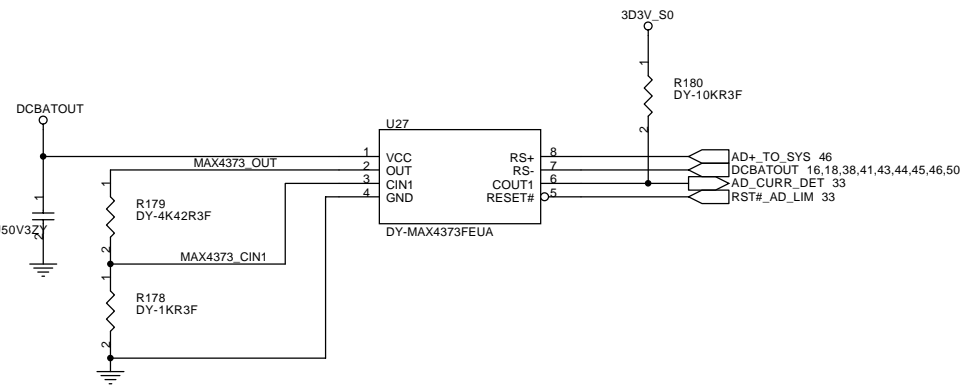 3D3V_S0
1
R180
DY-10KR3F
2
DCBATOUT
U27
1 VCC RS+ 8 AD+_TO_SYS 46
MAX4373_OUT 2 OUT RS- 7 DCBATOUT 16,18,38,41,43,44,45,46,50
3 CIN1 COUT1 6 AD_CURR_DET 33
4 GND RESET# 5 RST#_AD_LIM 33
1
1
R179
DY-4K42R3F
DY-MAX4373FEUA
50V3ZY
2
2
MAX4373_CIN1
1
R178
DY-1KR3F
2